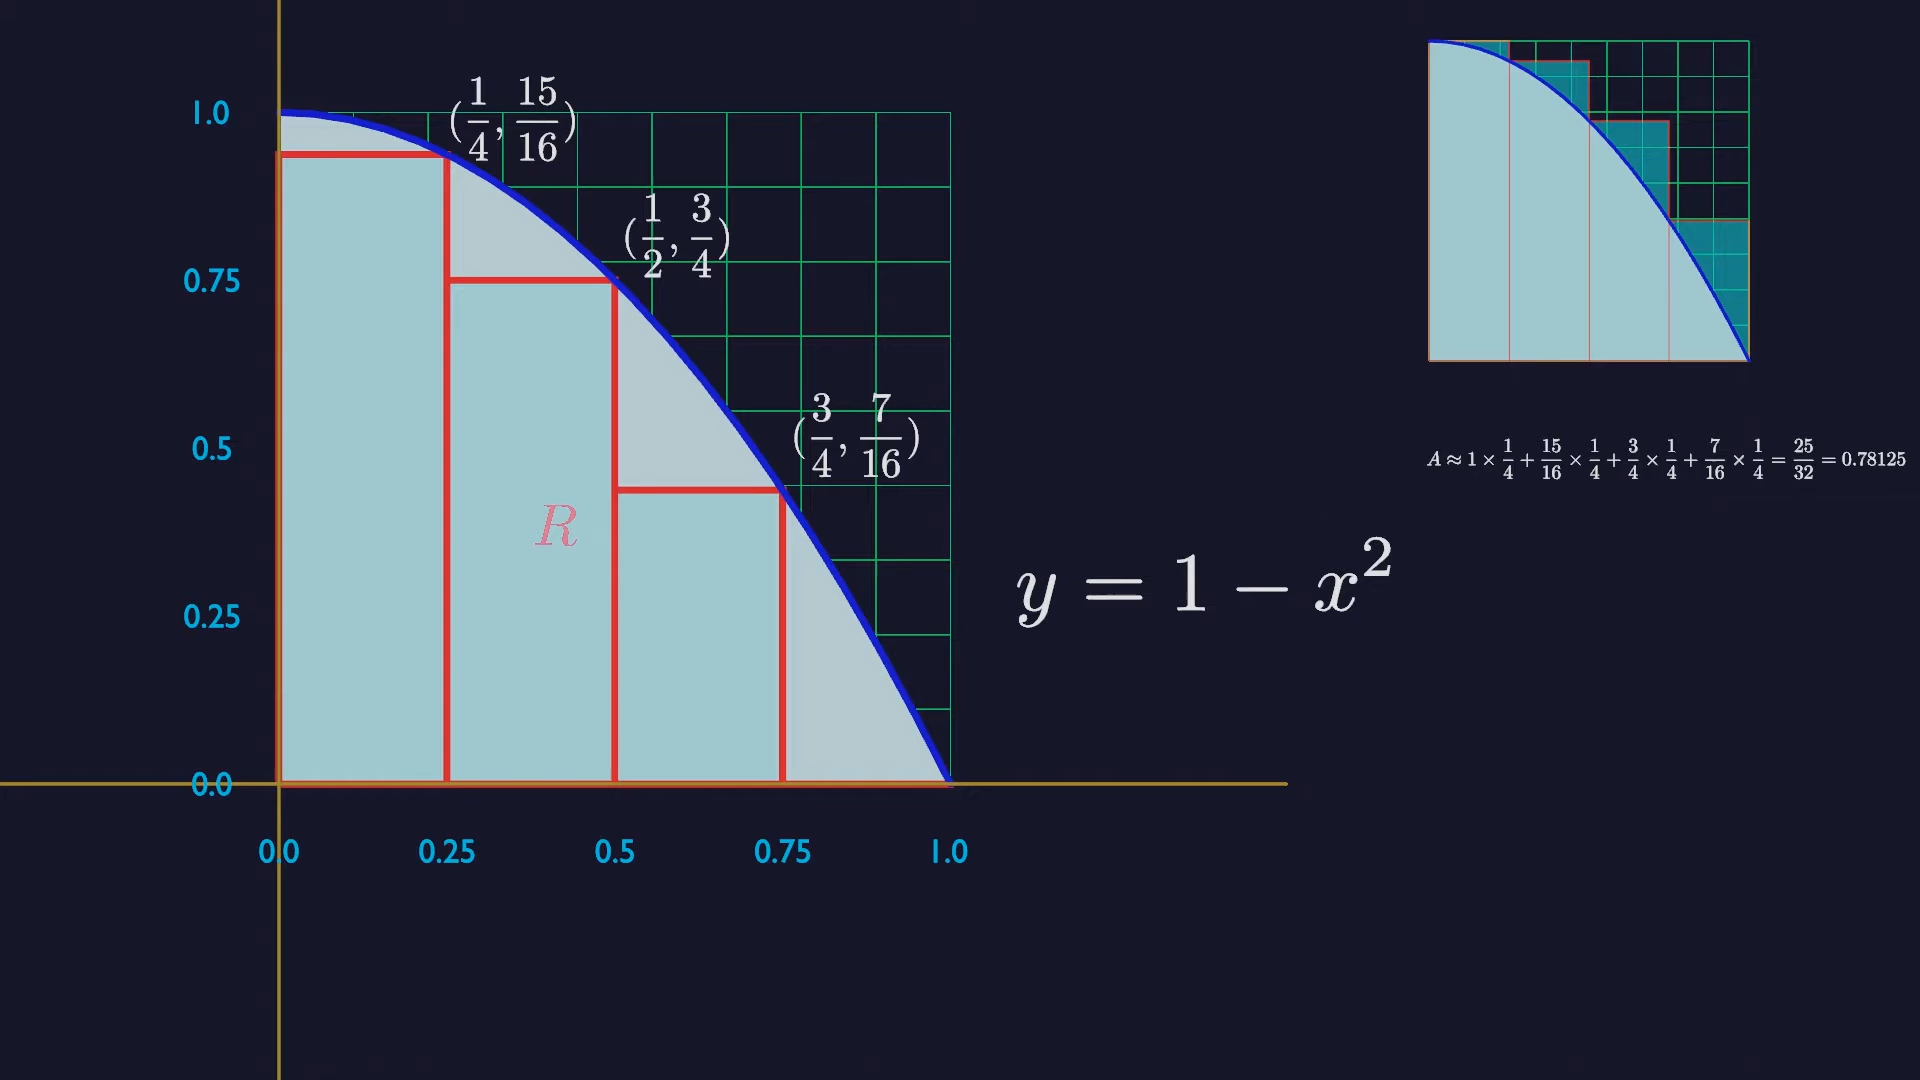 1.0
(1/4, 15/16)
(1/2, 3/4)
0.75
(3/4, 7/16)
0.5
A ≈ 1 × 1/4 + 15/16 × 1/4 + 3/4 × 1/4 + 7/16 × 1/4 = 25/32 = 0.78125
R
y = 1 − x²
0.25
0.0
0.0 0.25 0.5 0.75 1.0